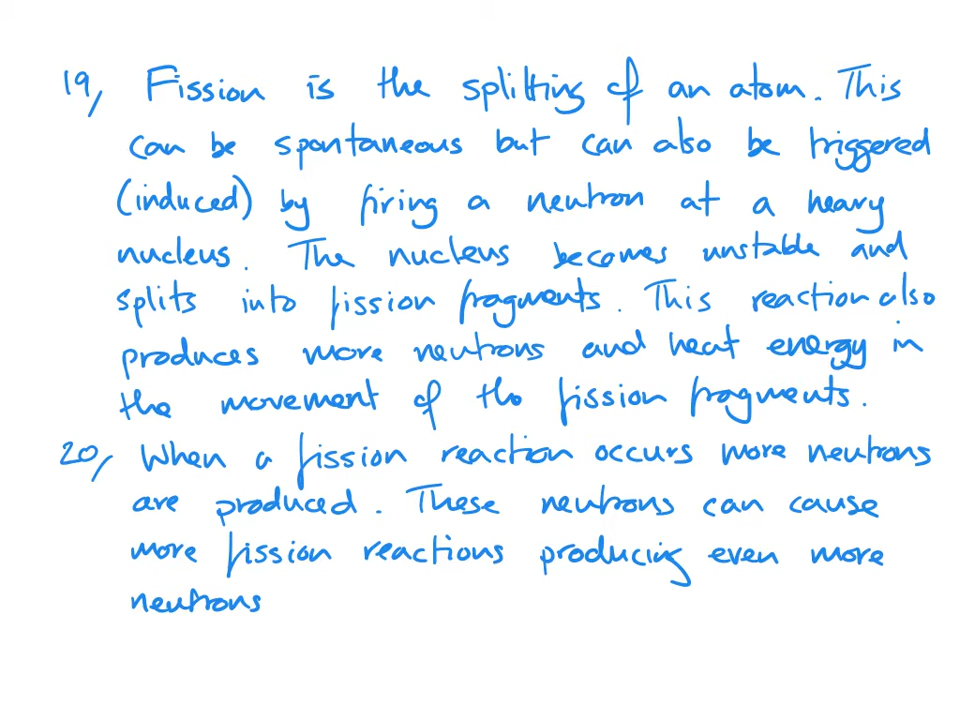 19, Fission is the splitting of an atom. This
can be spontaneous but can also be triggered
(induced) by firing a neutron at a heavy
nucleus. The nucleus becomes unstable and
splits into fission fragments. This reaction also
produces more neutrons and heat energy in
the movement of the fission fragments.
20, When a fission reaction occurs more neutrons
are produced. These neutrons can cause
more fission reactions producing even more
neutrons